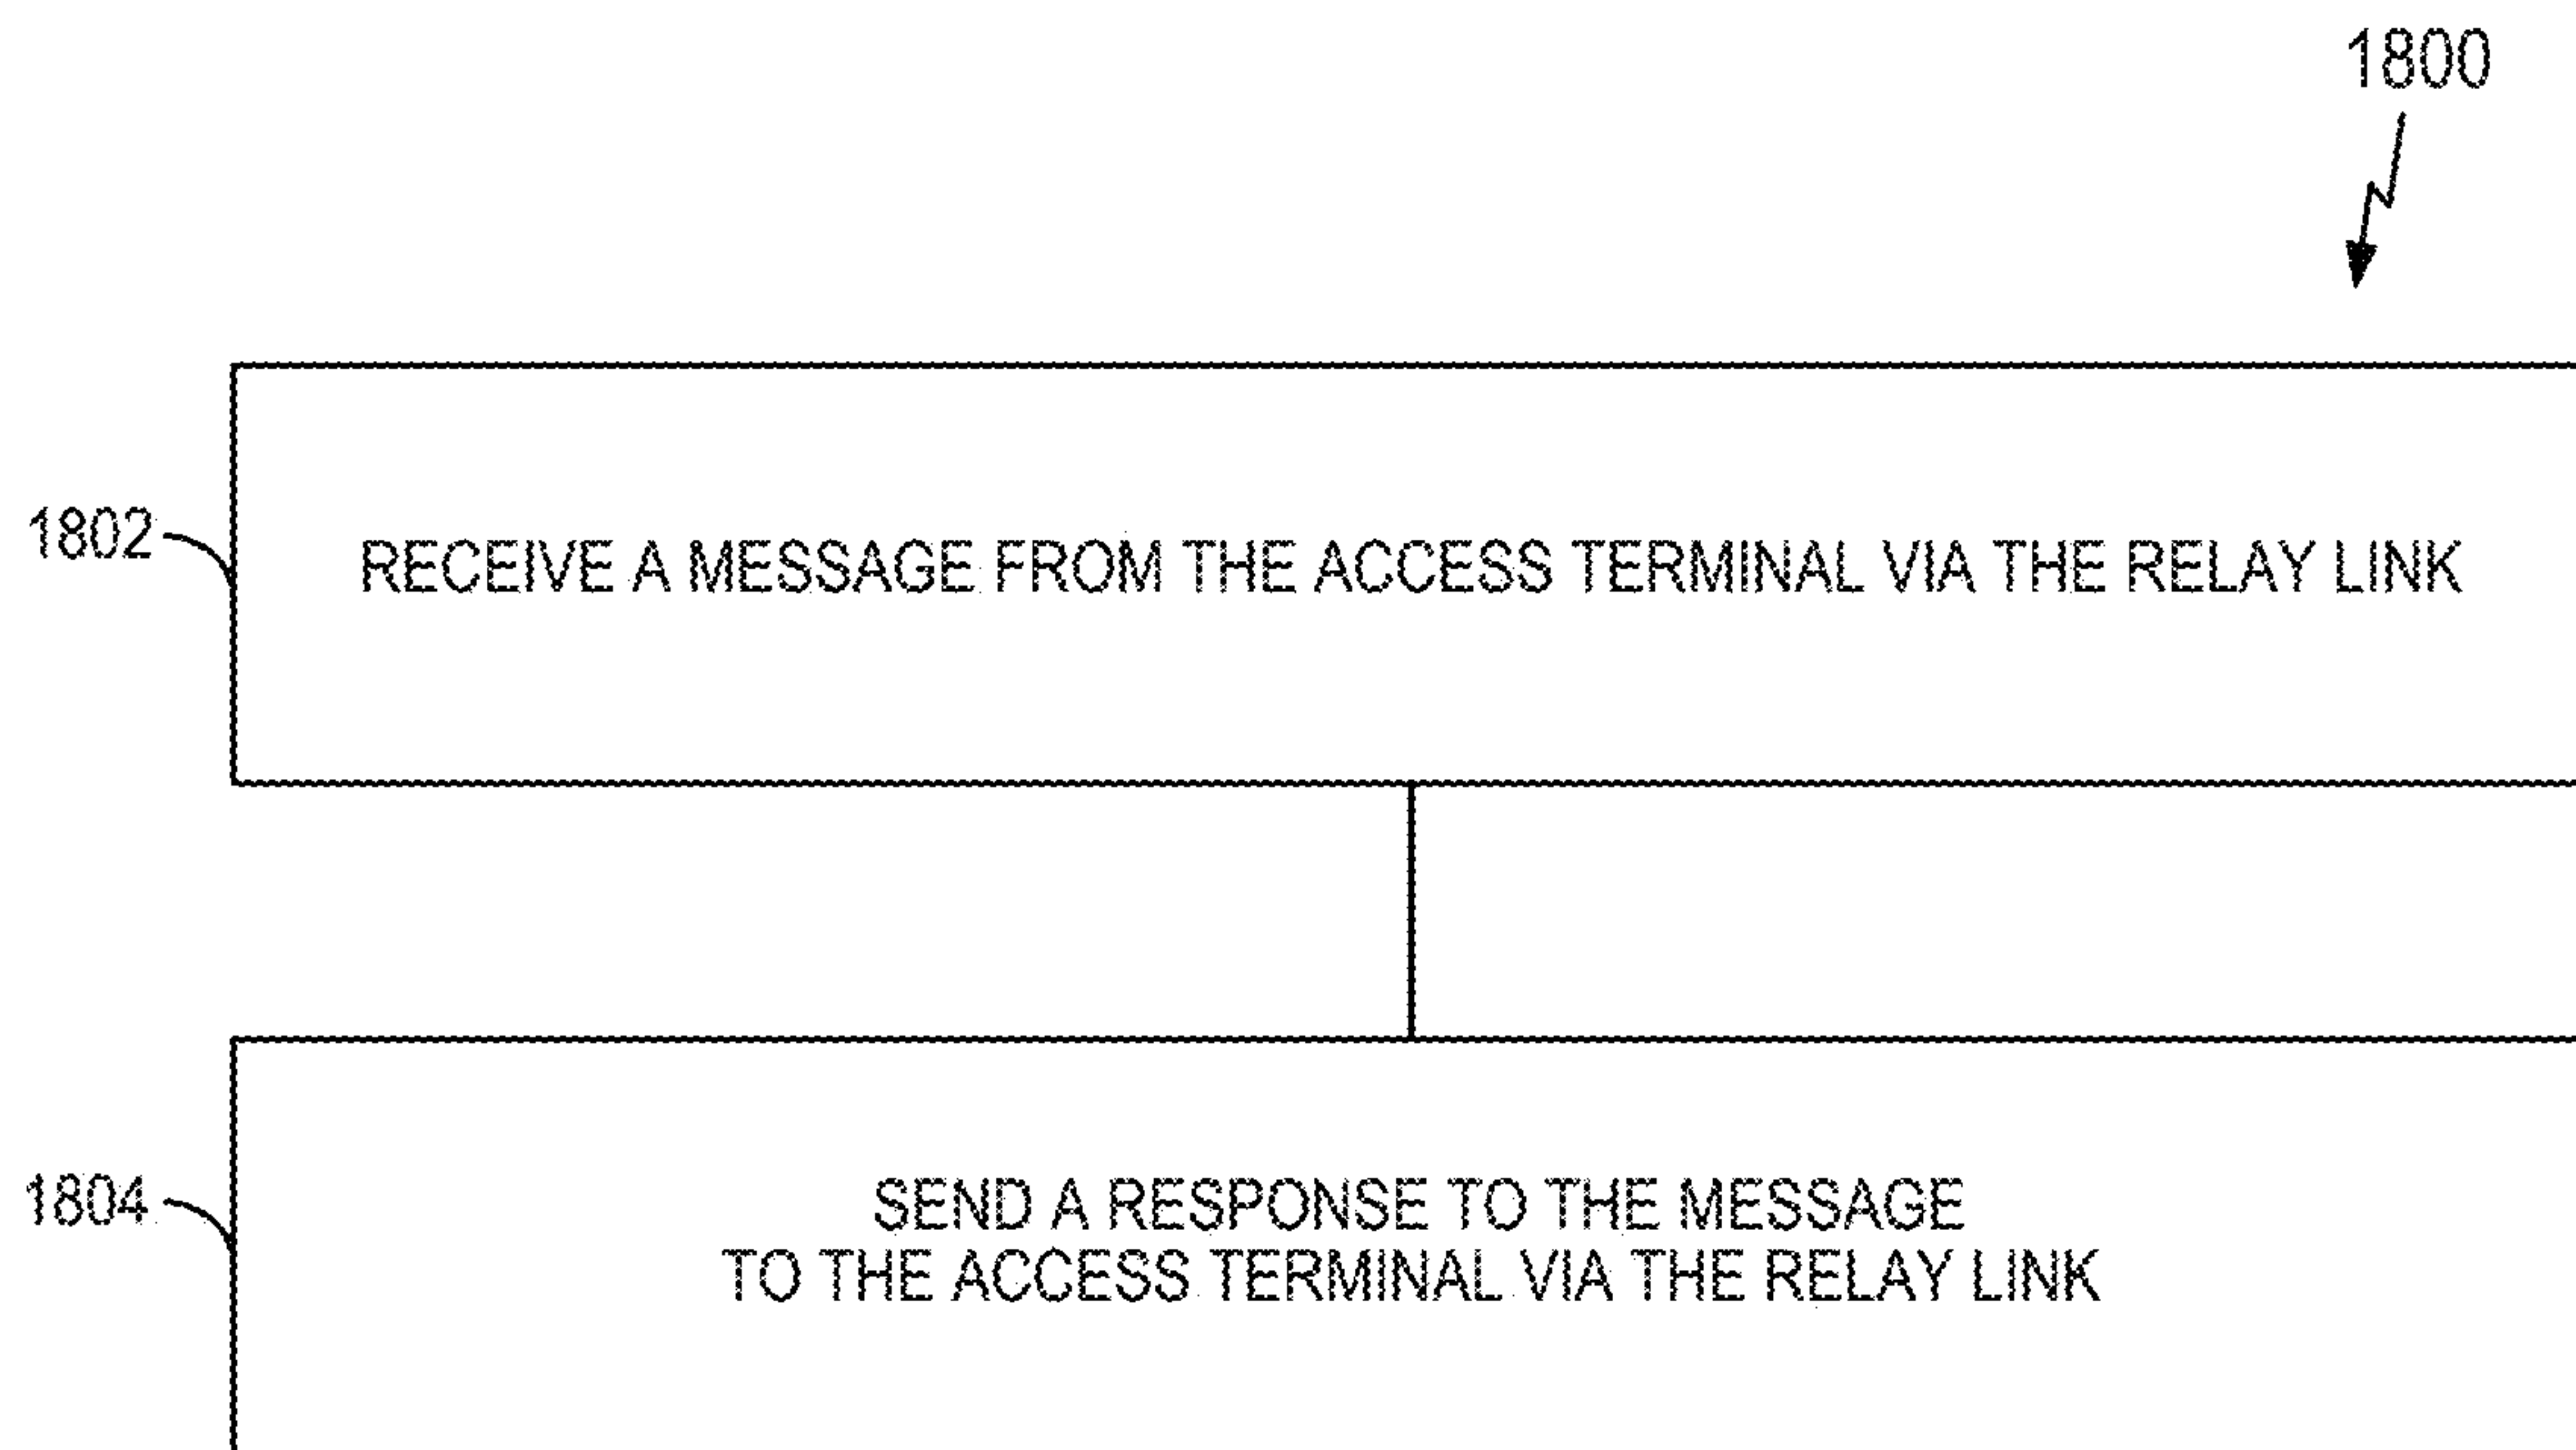 1800
1802
RECEIVE A MESSAGE FROM THE ACCESS TERMINAL VIA THE RELAY LINK
1804
SEND A RESPONSE TO THE MESSAGE
TO THE ACCESS TERMINAL VIA THE RELAY LINK